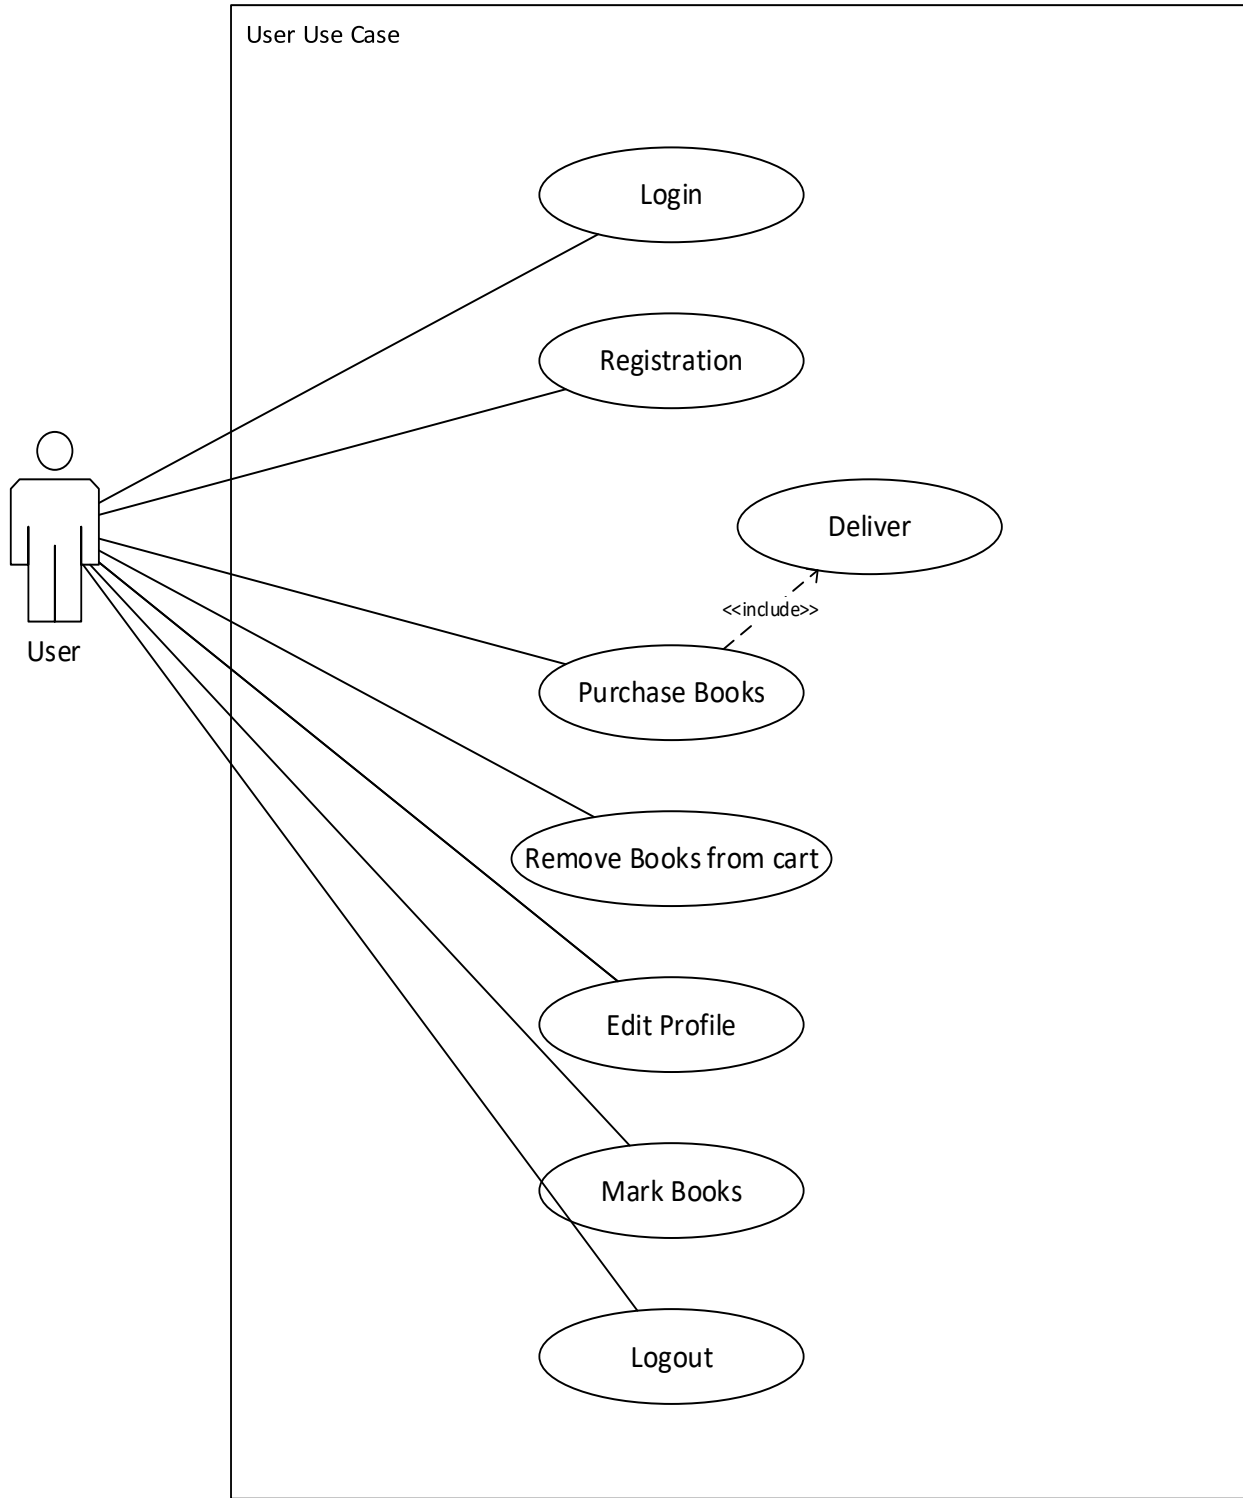 User Use Case
Login
Registration
Deliver
<<include>>
User
Purchase Books
Remove Books from cart
Edit Profile
Mark Books
Logout